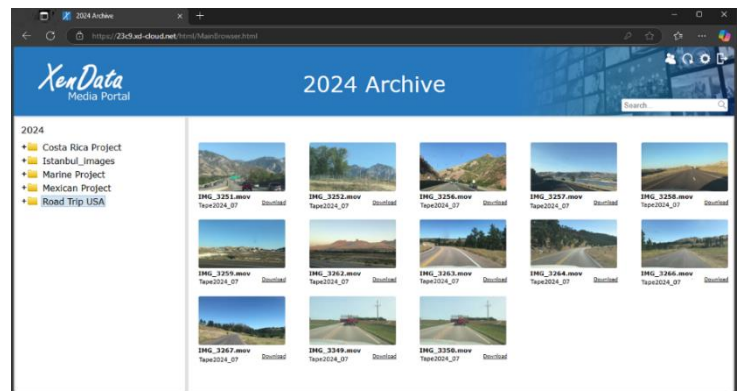 2024 Archive
https://23c9.xd-cloud.net/html/MainBrowser.html
XenData
Media Portal
2024 Archive
Search...
2024
Costa Rica Project
Istanbul_images
Marine Project
Mexican Project
Road Trip USA
IMG_3251.mov
Tape2024_07 Download
IMG_3252.mov
Tape2024_07 Download
IMG_3256.mov
Tape2024_07 Download
IMG_3257.mov
Tape2024_07 Download
IMG_3258.mov
Tape2024_07 Download
IMG_3259.mov
Tape2024_07 Download
IMG_3262.mov
Tape2024_07 Download
IMG_3263.mov
Tape2024_07 Download
IMG_3264.mov
Tape2024_07 Download
IMG_3266.mov
Tape2024_07 Download
IMG_3267.mov
Tape2024_07 Download
IMG_3349.mov
Tape2024_07 Download
IMG_3350.mov
Tape2024_07 Download